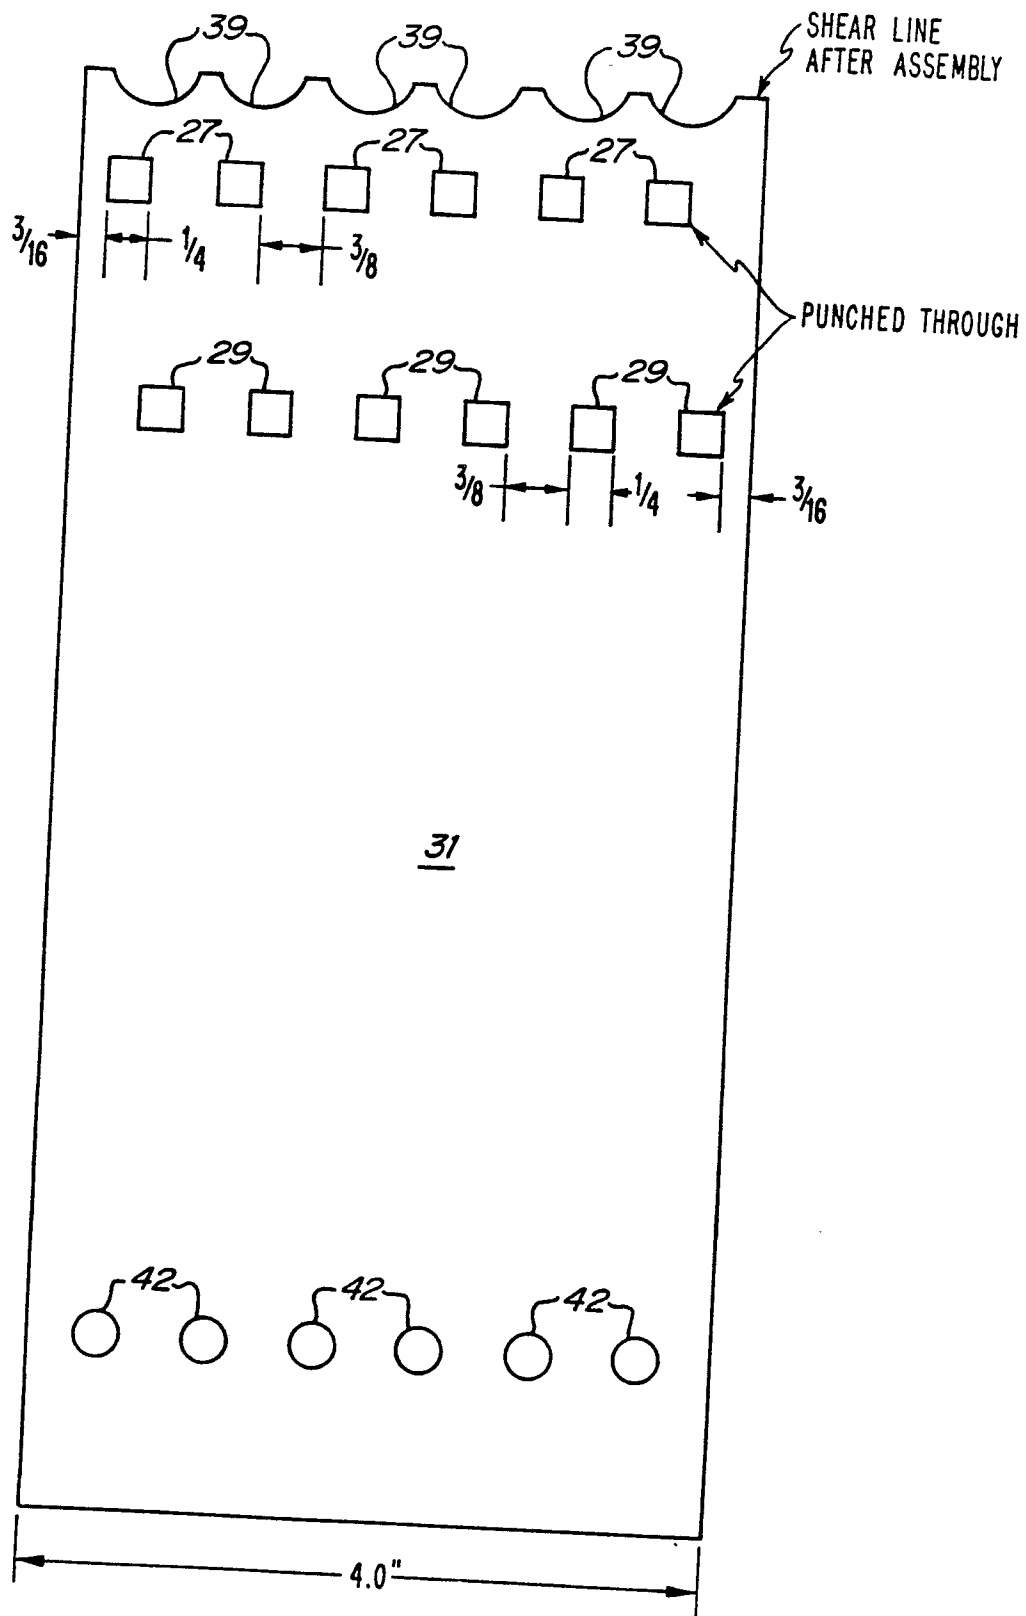 39 39 39
SHEAR LINE
AFTER ASSEMBLY
27 27 27
3/16 1/4 3/8
PUNCHED THROUGH
29 29 29
3/8 1/4 3/16
31
42 42 42
4.0"